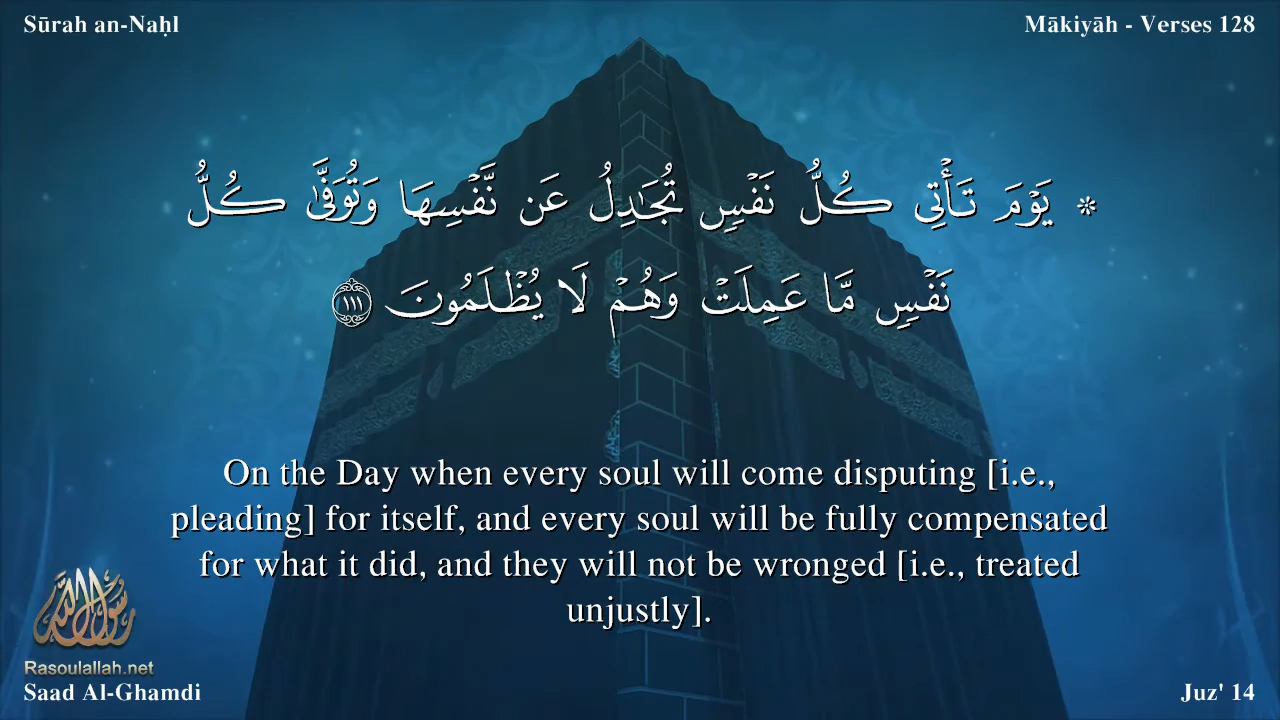 Sūrah an-Naḥl
Mākiyāh - Verses 128
۞ يَوْمَ تَأْتِى كُلُّ نَفْسٍ تُجَـٰدِلُ عَن نَّفْسِهَا وَتُوَفَّىٰ كُلُّ
نَفْسٍ مَّا عَمِلَتْ وَهُمْ لَا يُظْلَمُونَ ١١١
On the Day when every soul will come disputing [i.e.,
pleading] for itself, and every soul will be fully compensated
for what it did, and they will not be wronged [i.e., treated
unjustly].
رسول الله
Rasoulallah.net
Saad Al-Ghamdi
Juz' 14